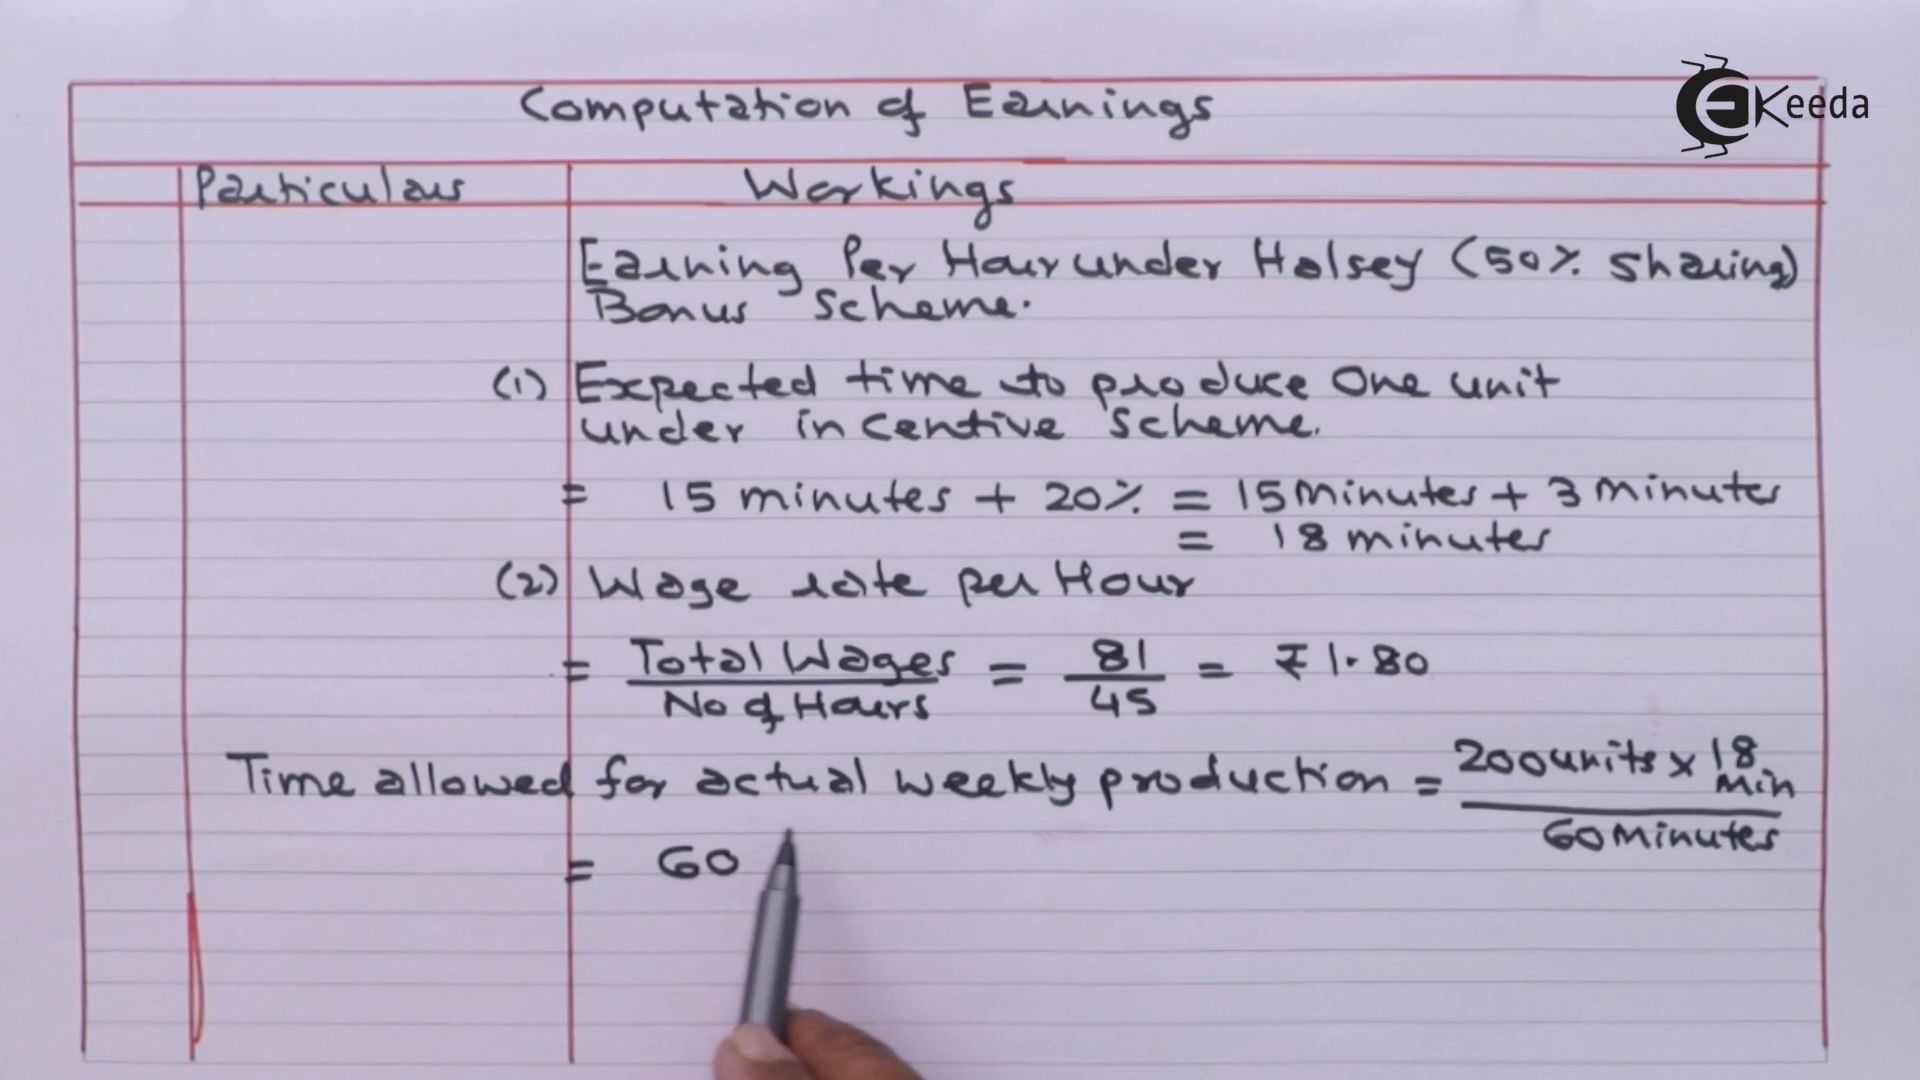 Computation of Earnings
EKeeda
Particulars Workings
Earning Per Hour under Halsey (50% sharing)
Bonus Scheme.
(1) Expected time to produce One unit
under incentive scheme.
= 15 minutes + 20% = 15 Minutes + 3 minutes
= 18 minutes
(2) Wage rate per Hour
= Total Wages / No of Hours = 81 / 45 = ₹ 1.80
Time allowed for actual weekly production = 200 units x 18 Min / 60 minutes
= 60